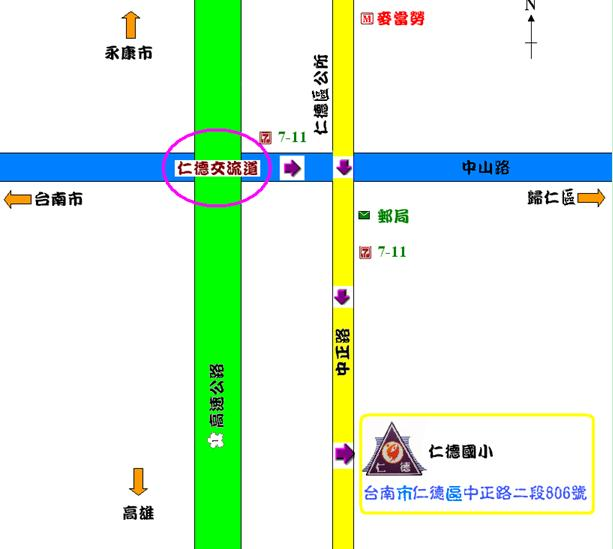 N
麥當勞
永康市
仁德區公所
7-11
仁德交流道
中山路
台南市
歸仁區
郵局
7-11
中正路
高速公路
仁德國小
仁德
台南市仁德區中正路二段806號
高雄